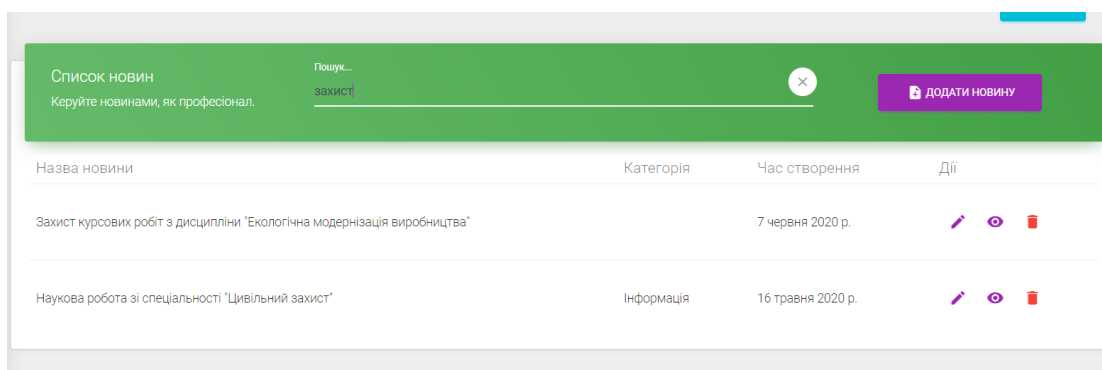 Список новин
Керуйте новинами, як професіонал.
Пошук...
захист
ДОДАТИ НОВИНУ
Назва новини Категорія Час створення Дії
Захист курсових робіт з дисципліни "Екологічна модернізація виробництва" 7 червня 2020 р.
Наукова робота зі спеціальності "Цивільний захист" Інформація 16 травня 2020 р.